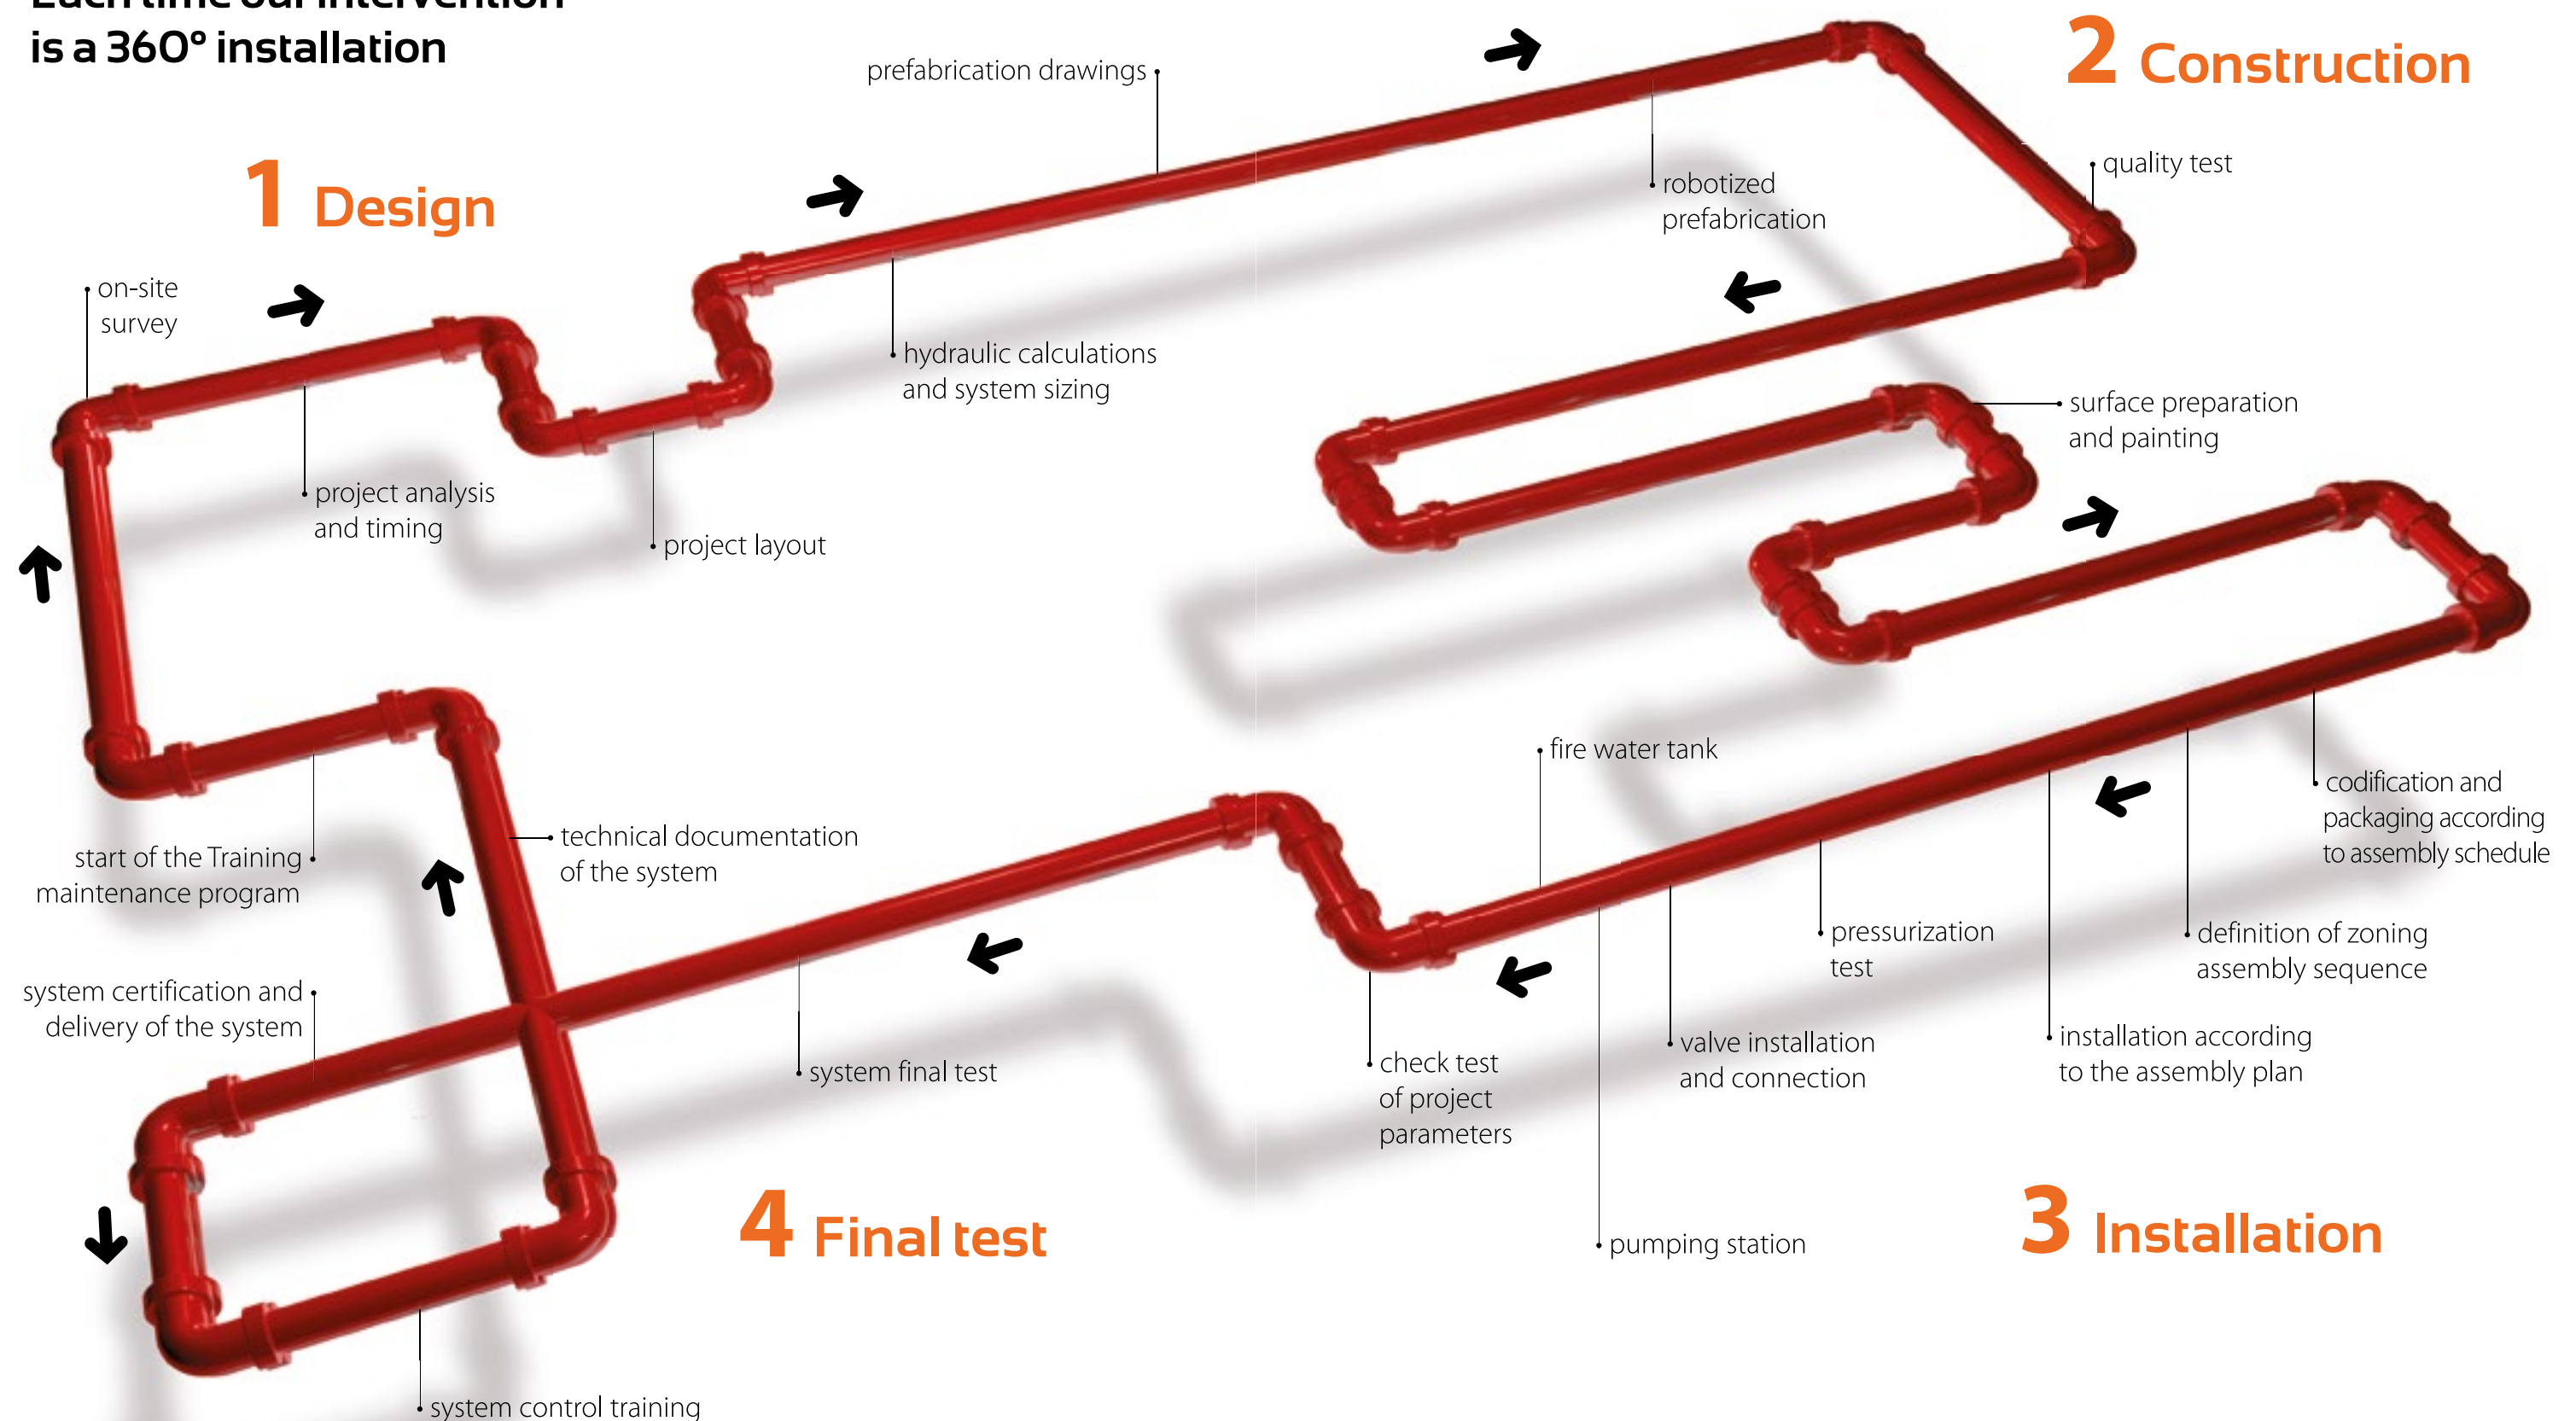 Each time our intervention
is a 360° installation
1 Design
on-site
survey
project analysis
and timing
project layout
hydraulic calculations
and system sizing
prefabrication drawings
2 Construction
robotized
prefabrication
quality test
surface preparation
and painting
codification and
packaging according
to assembly schedule
3 Installation
definition of zoning
assembly sequence
installation according
to the assembly plan
pressurization
test
valve installation
and connection
pumping station
fire water tank
check test
of project
parameters
4 Final test
system final test
system certification and
delivery of the system
system control training
technical documentation
of the system
start of the Training
maintenance program